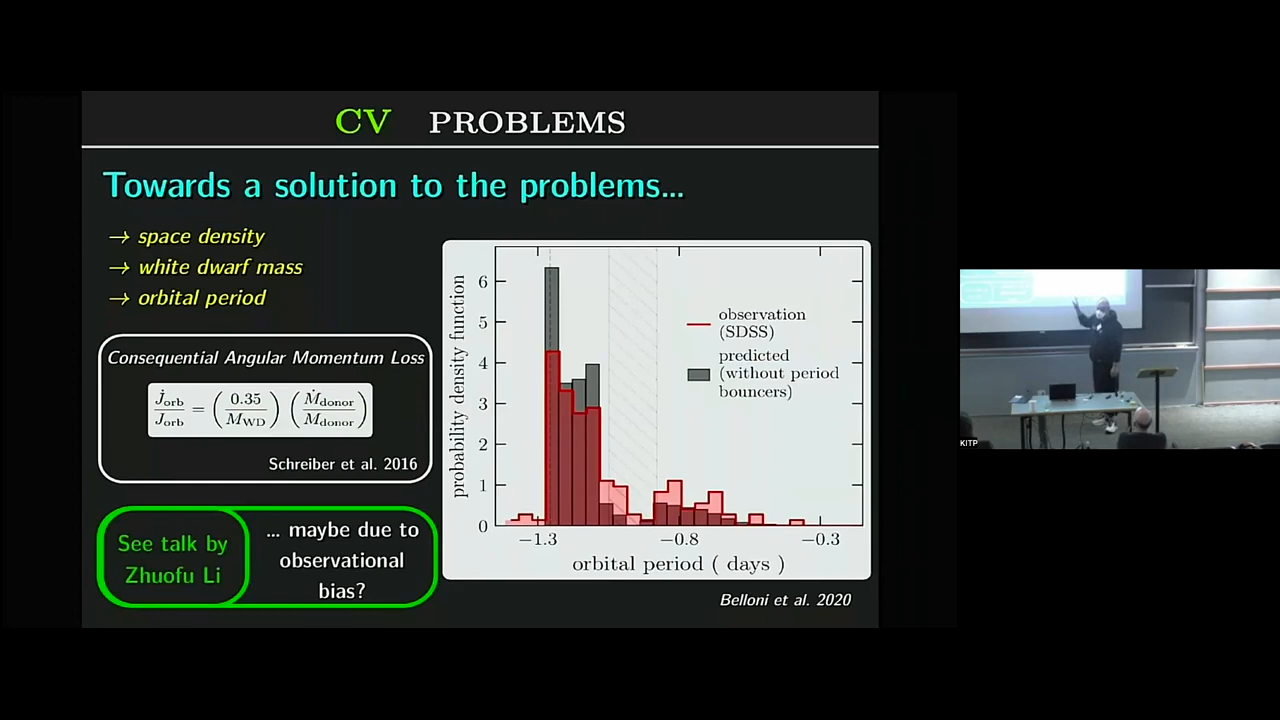 CV PROBLEMS
Towards a solution to the problems...
→ space density
→ white dwarf mass
→ orbital period
Consequential Angular Momentum Loss
J̇orb / Jorb = ( 0.35 / MWD ) ( Ṁdonor / Mdonor )
Schreiber et al. 2016
See talk by
Zhuofu Li
... maybe due to
observational
bias?
probability density function
6
5
4
3
2
1
0
observation
(SDSS)
predicted
(without period
bouncers)
−1.3
−0.8
−0.3
orbital period ( days )
Belloni et al. 2020
KITP